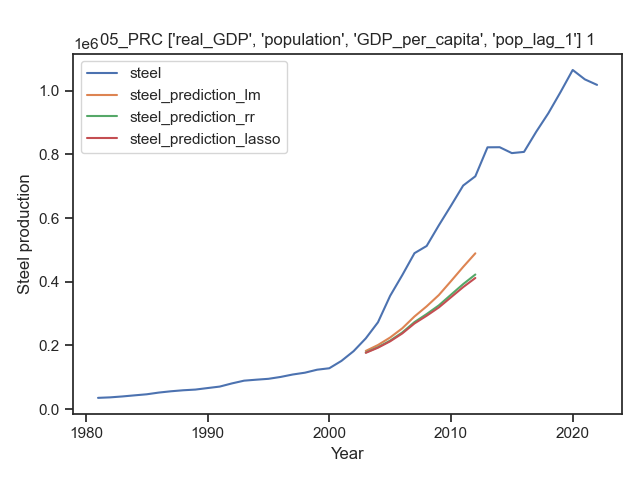 05_PRC ['real_GDP', 'population', 'GDP_per_capita', 'pop_lag_1'] 1
1e6
steel
steel_prediction_lm
steel_prediction_rr
steel_prediction_lasso
1.0
0.8
0.6
0.4
0.2
0.0
Steel production
1980
1990
2000
2010
2020
Year